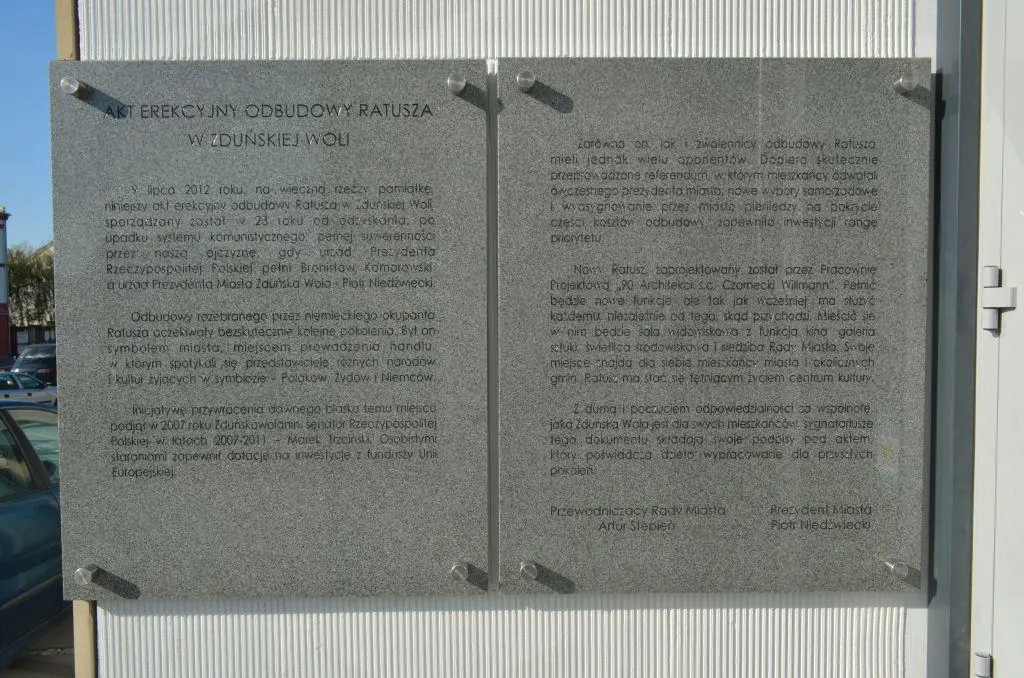 AKT EREKCYJNY ODBUDOWY RATUSZA
W ZDUŃSKIEJ WOLI
9 lipca 2012 roku, na wieczną rzeczy pamiątkę,
niniejszy akt erekcyjny odbudowy Ratusza w Zduńskiej Woli
sporządzany został w 23 roku od odzyskania, po
upadku systemu komunistycznego, pełnej suwerenności
przez naszą ojczyznę, gdy urząd Prezydenta
Rzeczypospolitej Polskiej pełni Bronisław Komorowski
a urząd Prezydenta Miasta Zduńska Wola - Piotr Niedźwiecki.
Odbudowy rozebranego przez niemieckiego okupanta
Ratusza oczekiwały bezskutecznie kolejne pokolenia. Był on
symbolem miasta, miejscem prowadzenia handlu,
w którym spotykali się przedstawiciele różnych narodów
i kultur żyjących w symbiozie – Polaków, Żydów i Niemców.
Inicjatywę przywrócenia dawnego blasku temu miejscu
podjął w 2007 roku Zduńskowolanin, senator Rzeczypospolitej
Polskiej w latach 2007-2011 – Marek Trzciński. Osobistymi
staraniami zapewnił dotację na inwestycję z funduszy Unii
Europejskiej.
Zarówno on, jak i zwolennicy odbudowy Ratusza
mieli jednak wielu oponentów. Dopiero skutecznie
przeprowadzone referendum, w którym mieszkańcy odwołali
ówczesnego prezydenta miasta, nowe wybory samorządowe
i wyasygnowanie przez miasto pieniędzy na pokrycie
części kosztów odbudowy, zapewniło inwestycji rangę
priorytetu.
Nowy Ratusz, zaprojektowany został przez Pracownię
Projektową „90 Architekci s.c. Czarnecki Wilmann”. Pełnić
będzie nowe funkcje, ale tak jak wcześniej, ma służyć
każdemu, niezależnie od tego, skąd przychodzi. Mieścić się
w nim będzie sala widowiskowa z funkcją kina, galeria
sztuki, świetlica środowiskowa i siedziba Rady Miasta. Swoje
miejsce znajdą dla siebie mieszkańcy miasta i okolicznych
gmin. Ratusz ma stać się tętniącym życiem centrum kultury.
Z dumą i poczuciem odpowiedzialności za wspólnotę,
jaką Zduńska Wola jest dla swych mieszkańców, sygnatariusze
tego dokumentu składają swoje podpisy pod aktem,
który poświadcza dzieło wypracowane dla przyszłych
pokoleń.
Przewodniczący Rady Miasta Prezydent Miasta
Artur Stępień Piotr Niedźwiecki